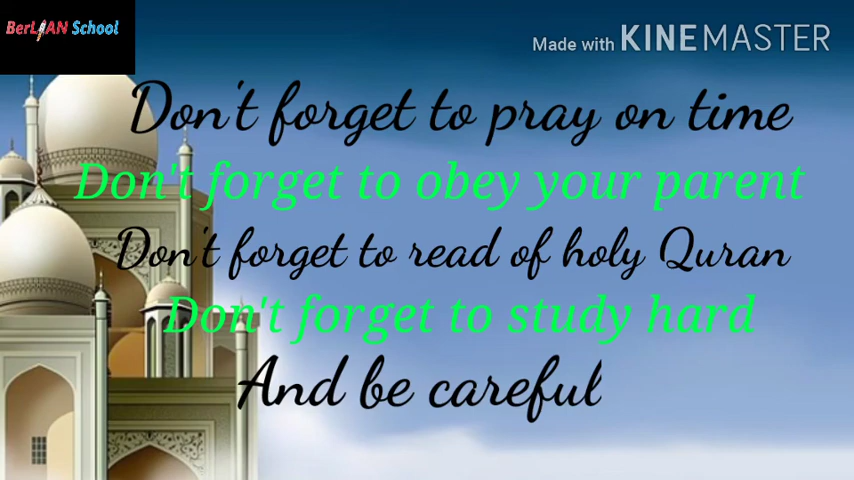 BerLIAN School
Made with KINEMASTER
Don't forget to pray on time
Don't forget to obey your parent
Don't forget to read of holy Quran
Don't forget to study hard
And be careful